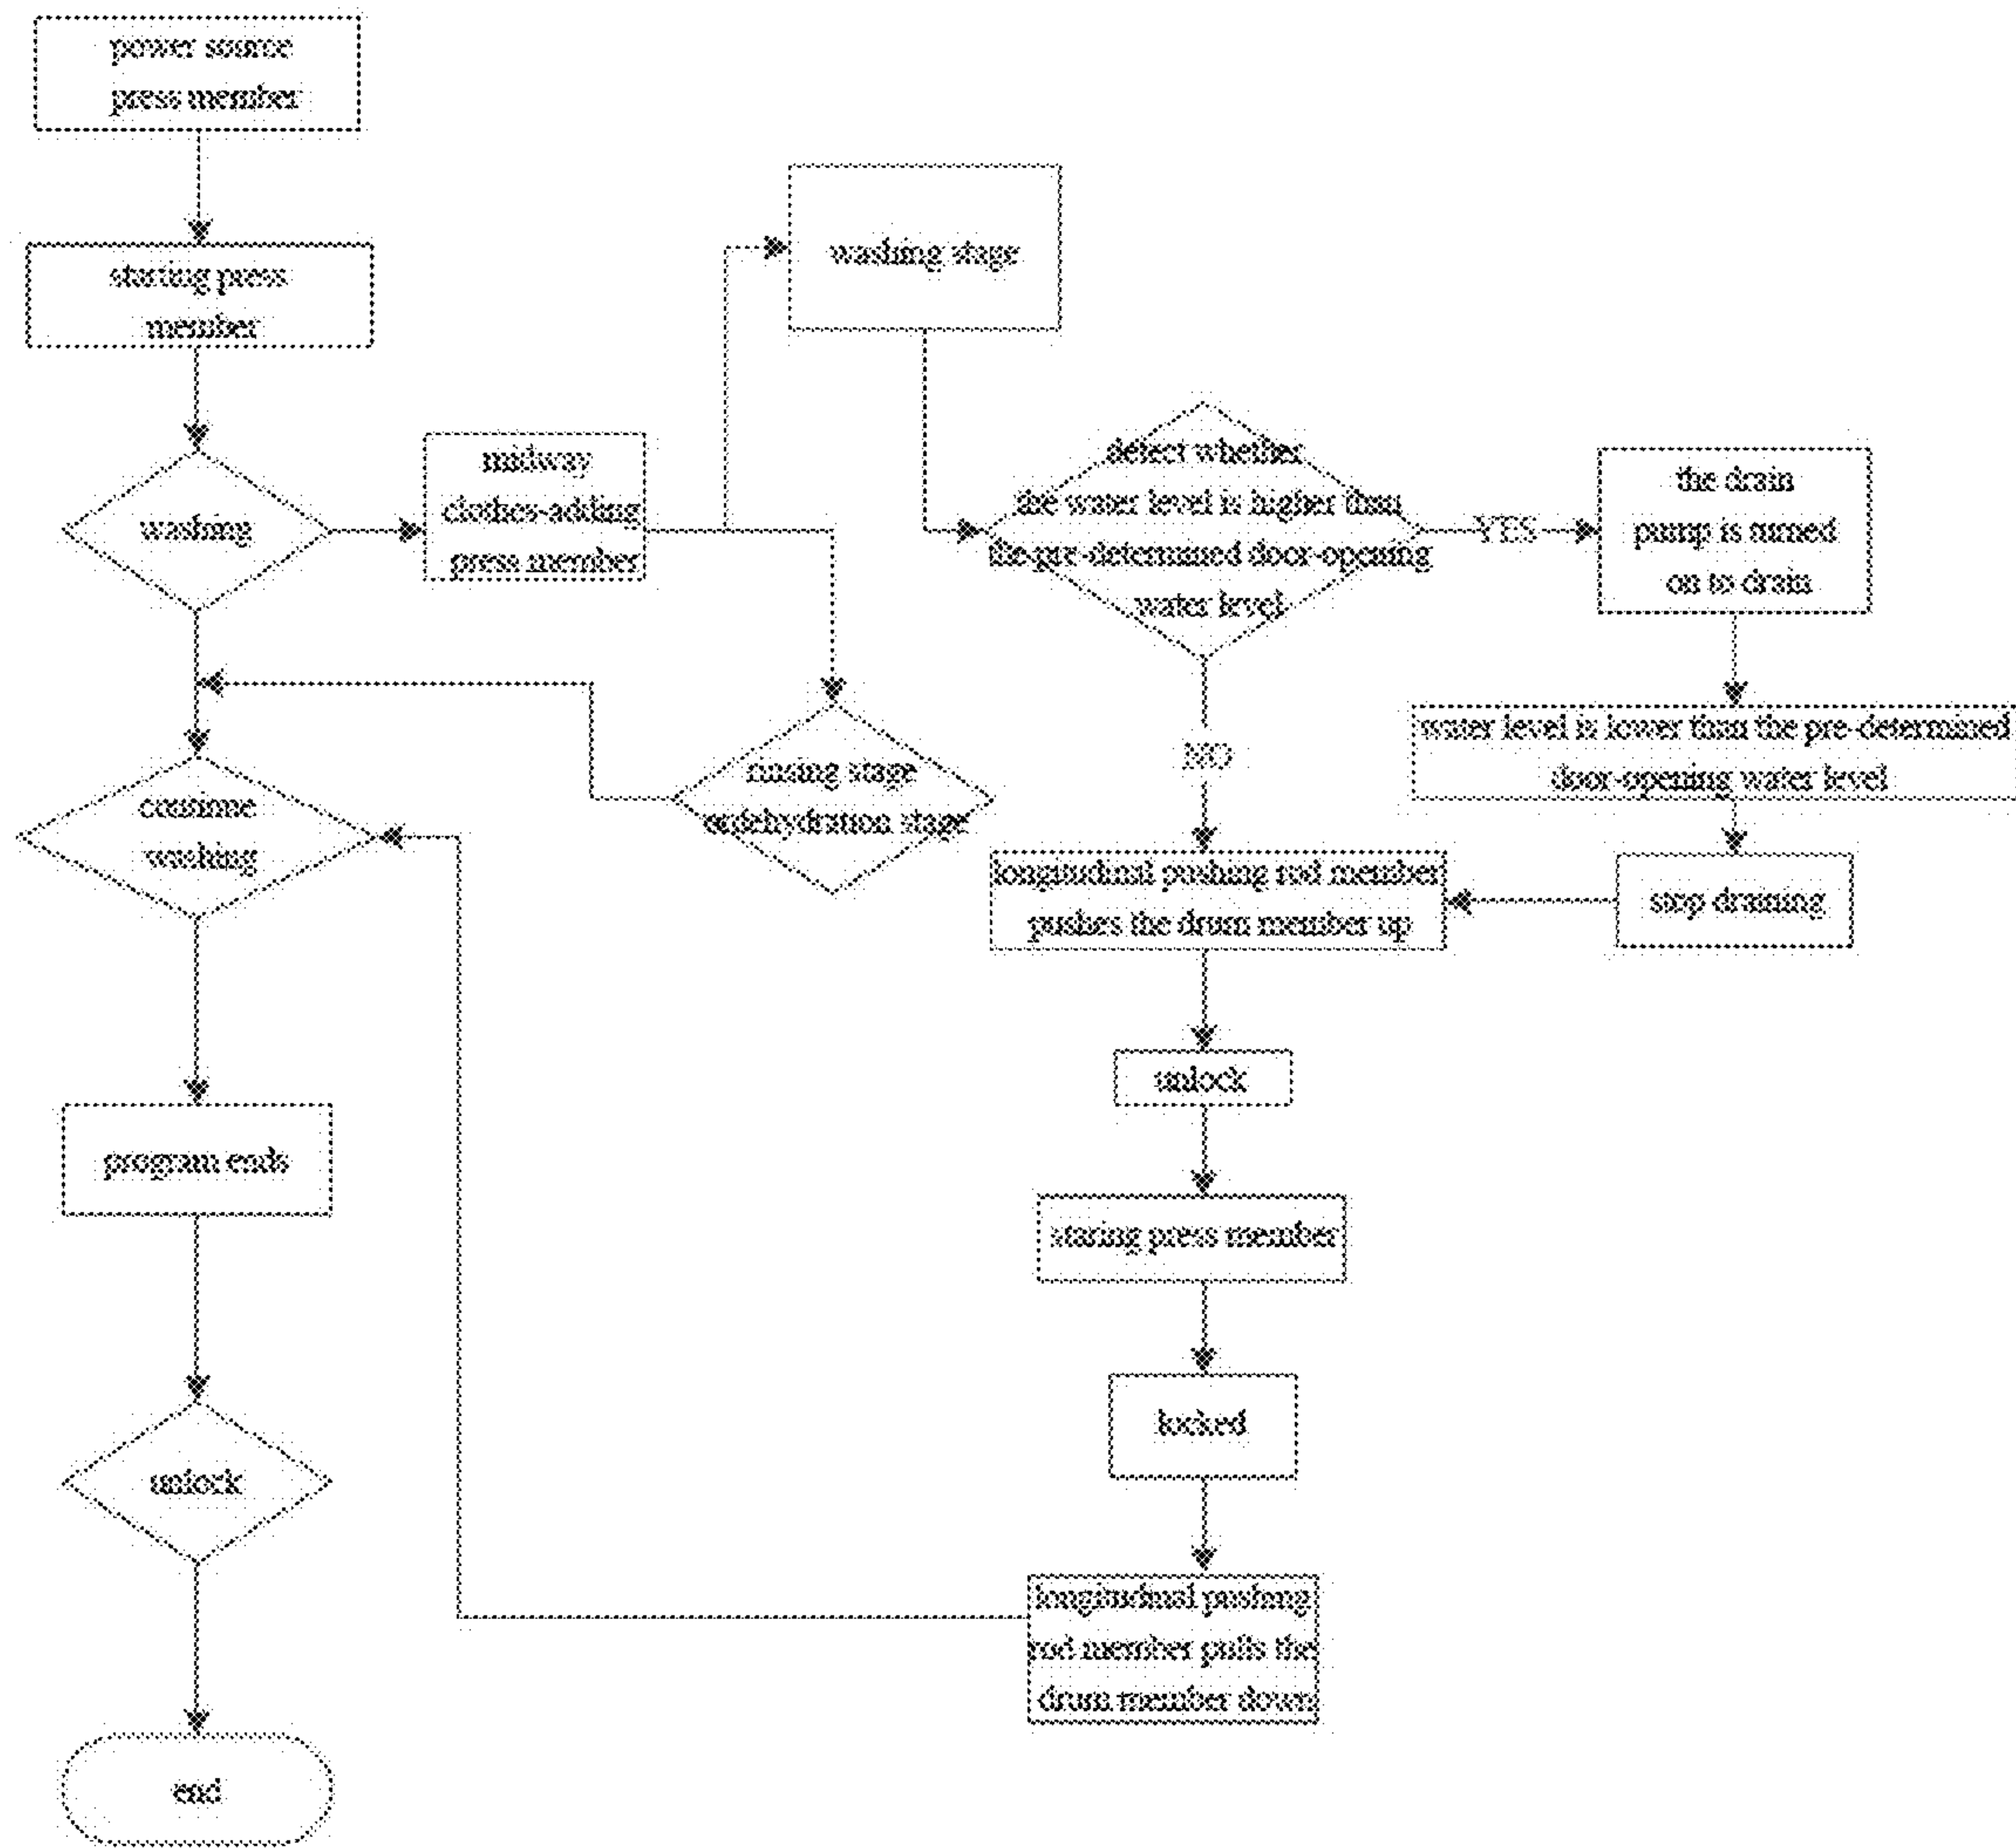 power source
press member
starting press
member
washing
midway
clothes-adding
press member
washing stage
detect whether
the water level is higher than
the pre-determined door-opening
water level
YES
the drain
pump is turned
on to drain
water level is lower than the pre-determined
door-opening water level
stop draining
NO
rinsing stage
or dehydration stage
continue
washing
longitudinal pushing rod member
pushes the drum member up
unlock
staring press member
locked
longitudinal pushing
rod member pulls the
drum member down
program ends
unlock
end